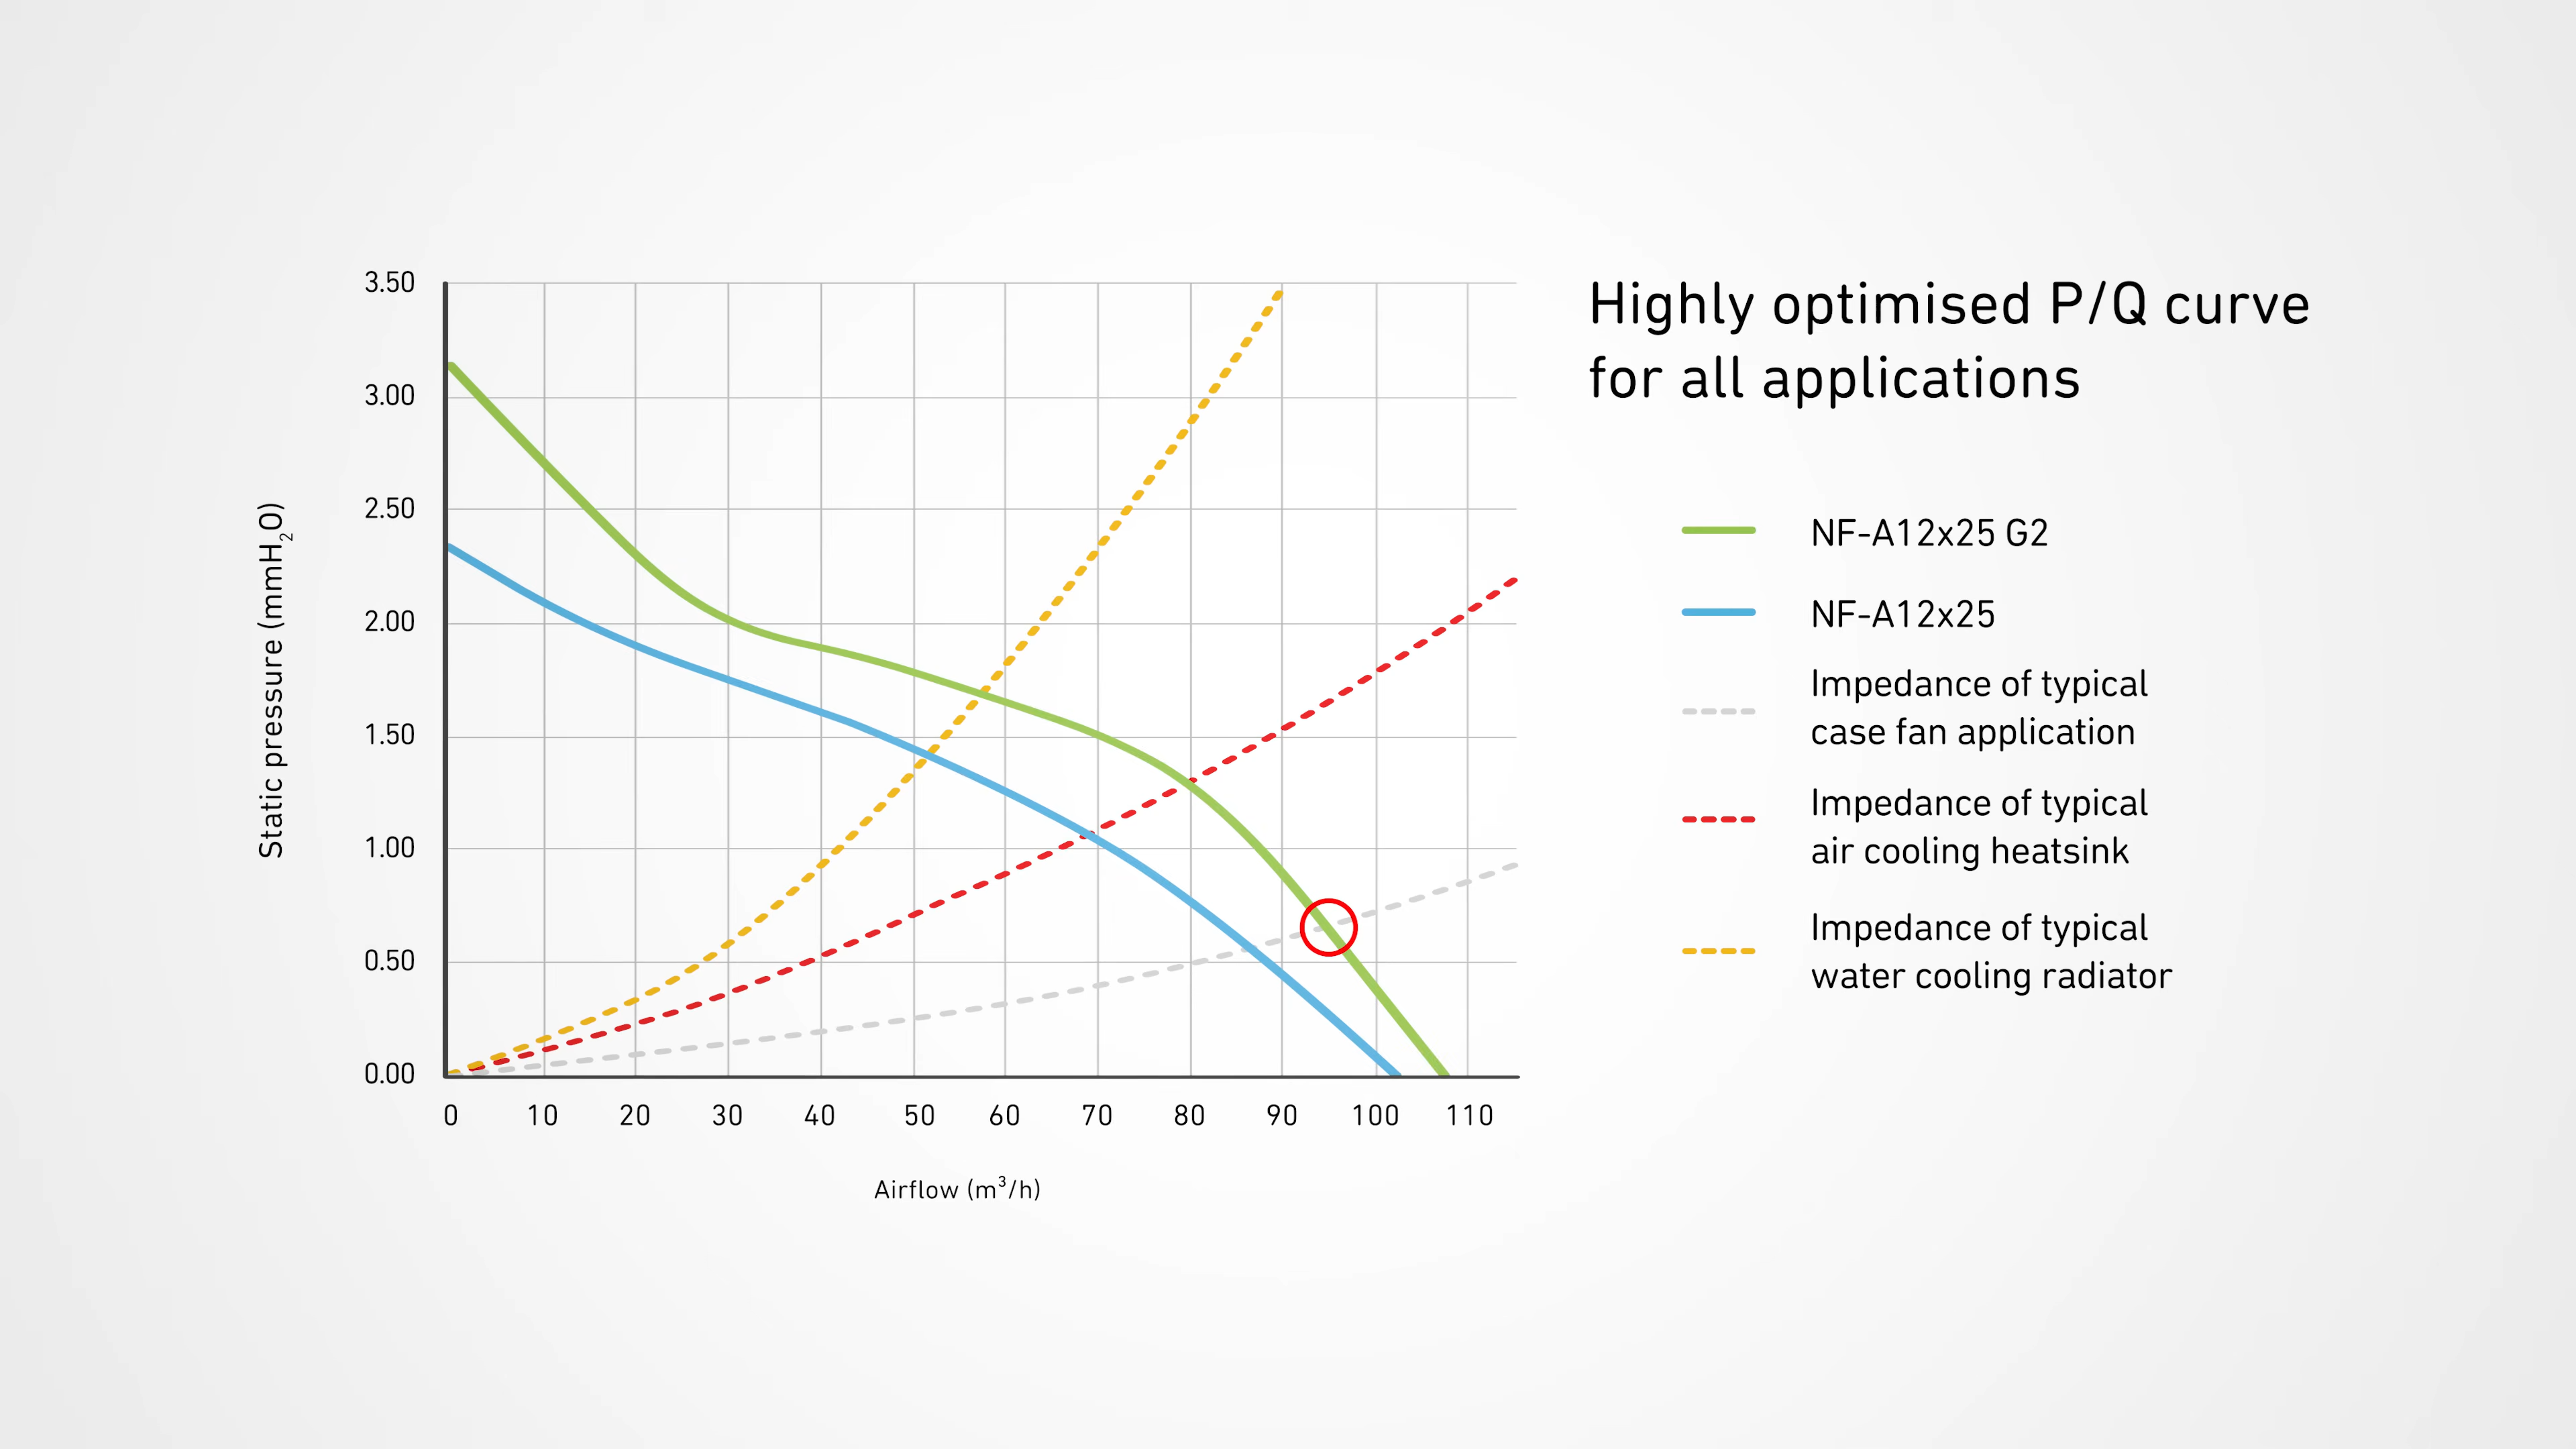 Highly optimised P/Q curve
for all applications
3.50
3.00
2.50
2.00
1.50
1.00
0.50
0.00
Static pressure (mmH₂O)
0 10 20 30 40 50 60 70 80 90 100 110
Airflow (m³/h)
NF-A12x25 G2
NF-A12x25
Impedance of typical
case fan application
Impedance of typical
air cooling heatsink
Impedance of typical
water cooling radiator